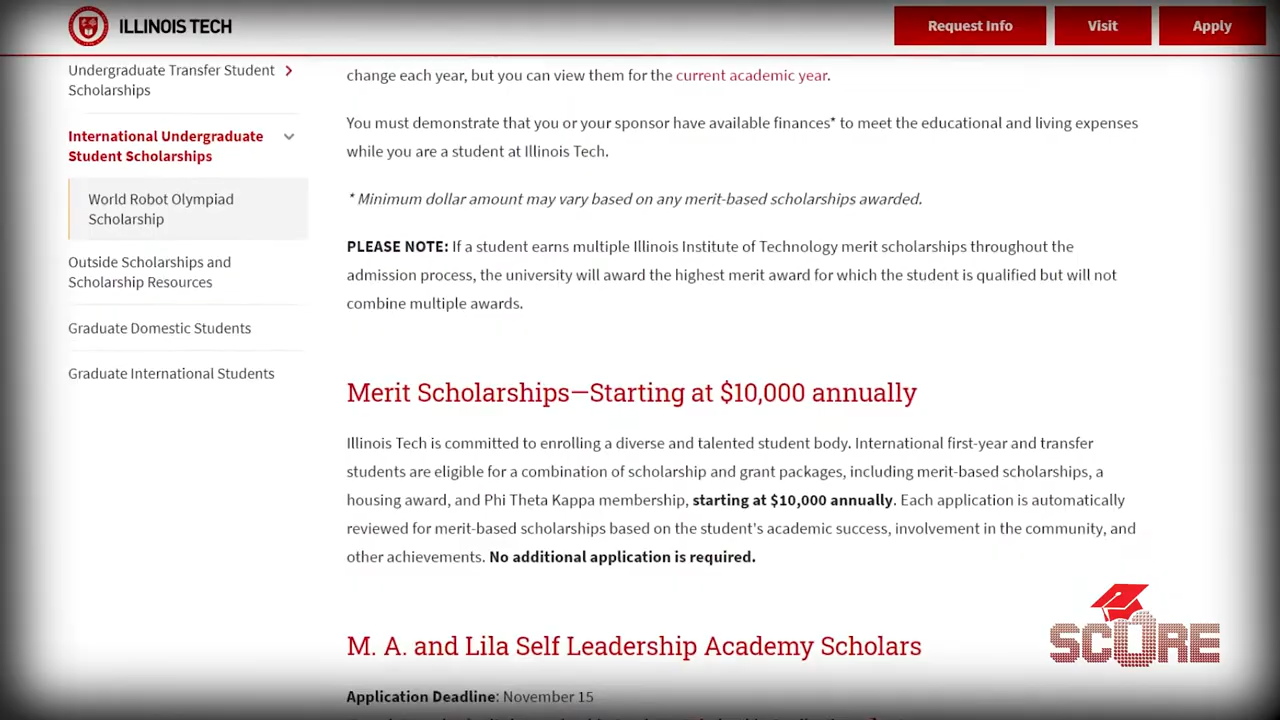 ILLINOIS TECH
Request Info
Visit
Apply
Undergraduate Transfer Student
Scholarships
International Undergraduate
Student Scholarships
World Robot Olympiad
Scholarship
Outside Scholarships and
Scholarship Resources
Graduate Domestic Students
Graduate International Students
change each year, but you can view them for the current academic year.
You must demonstrate that you or your sponsor have available finances* to meet the educational and living expenses
while you are a student at Illinois Tech.
* Minimum dollar amount may vary based on any merit-based scholarships awarded.
PLEASE NOTE: If a student earns multiple Illinois Institute of Technology merit scholarships throughout the
admission process, the university will award the highest merit award for which the student is qualified but will not
combine multiple awards.
Merit Scholarships—Starting at $10,000 annually
Illinois Tech is committed to enrolling a diverse and talented student body. International first-year and transfer
students are eligible for a combination of scholarship and grant packages, including merit-based scholarships, a
housing award, and Phi Theta Kappa membership, starting at $10,000 annually. Each application is automatically
reviewed for merit-based scholarships based on the student's academic success, involvement in the community, and
other achievements. No additional application is required.
M. A. and Lila Self Leadership Academy Scholars
Application Deadline: November 15
SCORE